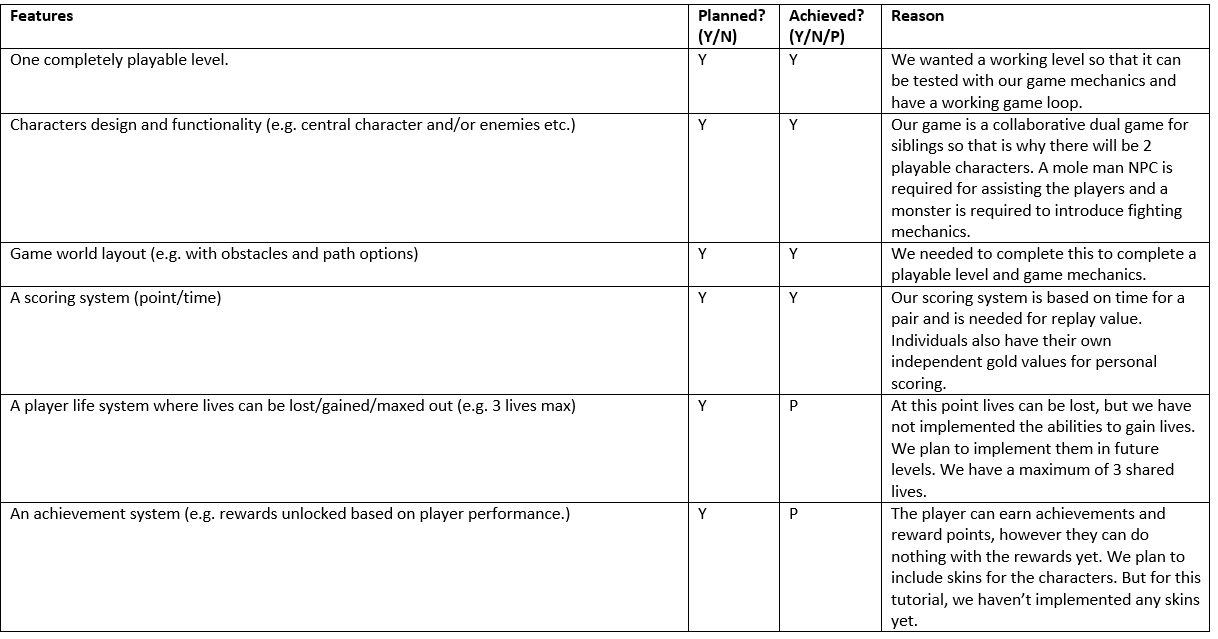 Features Planned? Achieved? Reason
(Y/N) (Y/N/P)
One completely playable level. Y Y We wanted a working level so that it can
be tested with our game mechanics and
have a working game loop.
Characters design and functionality (e.g. central character and/or enemies etc.) Y Y Our game is a collaborative dual game for
siblings so that is why there will be 2
playable characters. A mole man NPC is
required for assisting the players and a
monster is required to introduce fighting
mechanics.
Game world layout (e.g. with obstacles and path options) Y Y We needed to complete this to complete a
playable level and game mechanics.
A scoring system (point/time) Y Y Our scoring system is based on time for a
pair and is needed for replay value.
Individuals also have their own
independent gold values for personal
scoring.
A player life system where lives can be lost/gained/maxed out (e.g. 3 lives max) Y P At this point lives can be lost, but we have
not implemented the abilities to gain lives.
We plan to implement them in future
levels. We have a maximum of 3 shared
lives.
An achievement system (e.g. rewards unlocked based on player performance.) Y P The player can earn achievements and
reward points, however they can do
nothing with the rewards yet. We plan to
include skins for the characters. But for this
tutorial, we haven’t implemented any skins
yet.